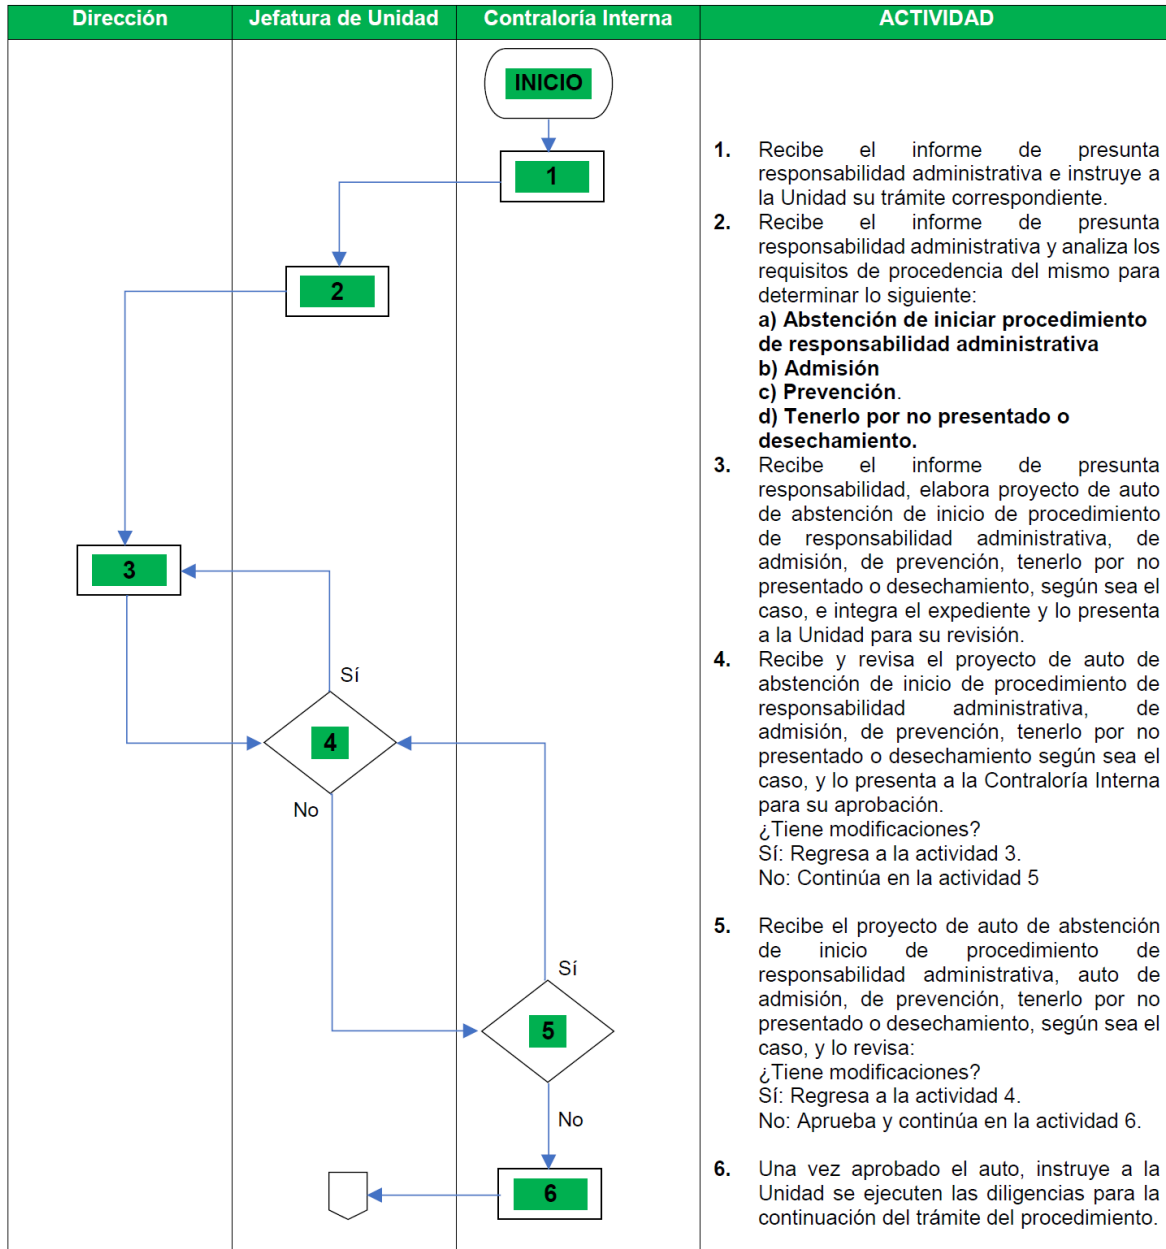 Dirección Jefatura de Unidad Contraloría Interna ACTIVIDAD
INICIO
1
2
3
Sí
4
No
Sí
5
No
6
1. Recibe el informe de presunta
responsabilidad administrativa e instruye a
la Unidad su trámite correspondiente.
2. Recibe el informe de presunta
responsabilidad administrativa y analiza los
requisitos de procedencia del mismo para
determinar lo siguiente:
a) Abstención de iniciar procedimiento
de responsabilidad administrativa
b) Admisión
c) Prevención.
d) Tenerlo por no presentado o
desechamiento.
3. Recibe el informe de presunta
responsabilidad, elabora proyecto de auto
de abstención de inicio de procedimiento
de responsabilidad administrativa, de
admisión, de prevención, tenerlo por no
presentado o desechamiento, según sea el
caso, e integra el expediente y lo presenta
a la Unidad para su revisión.
4. Recibe y revisa el proyecto de auto de
abstención de inicio de procedimiento de
responsabilidad administrativa, de
admisión, de prevención, tenerlo por no
presentado o desechamiento según sea el
caso, y lo presenta a la Contraloría Interna
para su aprobación.
¿Tiene modificaciones?
Sí: Regresa a la actividad 3.
No: Continúa en la actividad 5
5. Recibe el proyecto de auto de abstención
de inicio de procedimiento de
responsabilidad administrativa, auto de
admisión, de prevención, tenerlo por no
presentado o desechamiento, según sea el
caso, y lo revisa:
¿Tiene modificaciones?
Sí: Regresa a la actividad 4.
No: Aprueba y continúa en la actividad 6.
6. Una vez aprobado el auto, instruye a la
Unidad se ejecuten las diligencias para la
continuación del trámite del procedimiento.